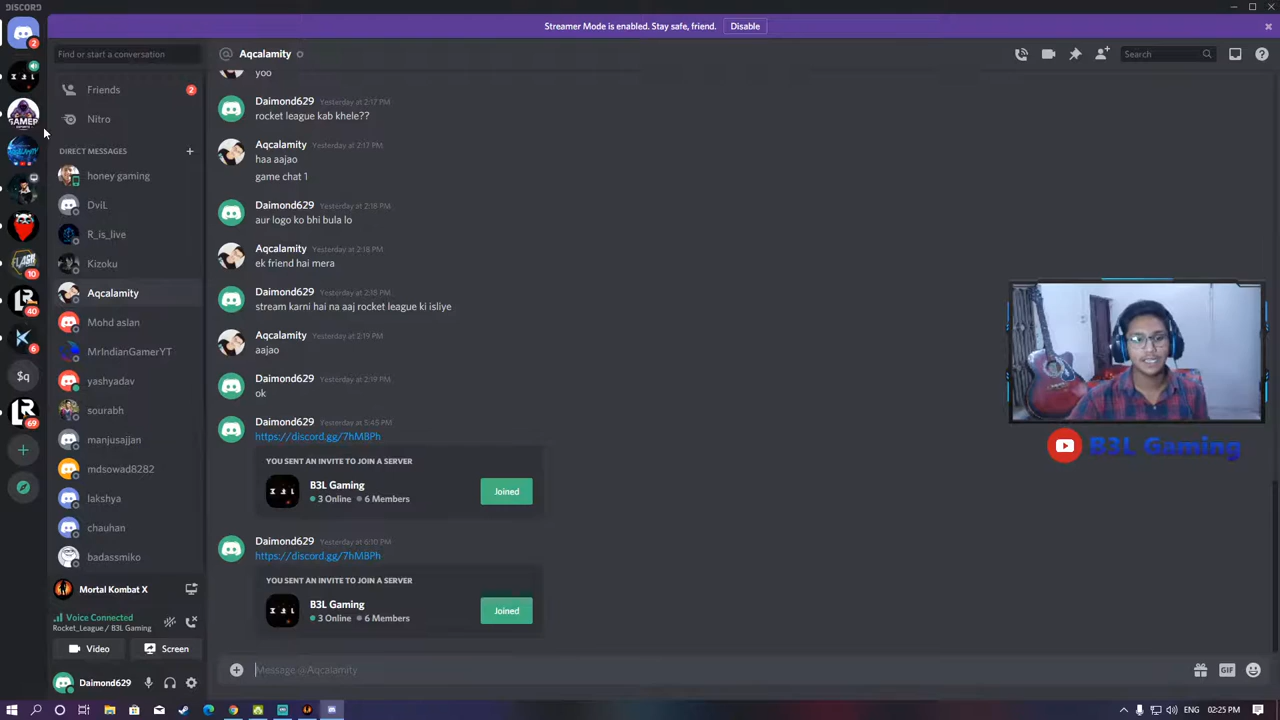 DISCORD
Streamer Mode is enabled. Stay safe, friend.
Disable
Find or start a conversation
Aqcalamity
Search
2
GAMER
10
40
6
$q
69
Friends
2
Nitro
DIRECT MESSAGES
honey gaming
DviL
R_is_live
Kizoku
Aqcalamity
Mohd aslan
MrIndianGamerYT
yashyadav
sourabh
manjusajjan
mdsowad8282
lakshya
chauhan
badassmiko
Mortal Kombat X
Voice Connected
Rocket_League / B3L Gaming
Video
Screen
Daimond629
yoo
Daimond629 Yesterday at 2:17 PM
rocket league kab khele??
Aqcalamity Yesterday at 2:17 PM
haa aajao
game chat 1
Daimond629 Yesterday at 2:18 PM
aur logo ko bhi bula lo
Aqcalamity Yesterday at 2:18 PM
ek friend hai mera
Daimond629 Yesterday at 2:18 PM
stream karni hai na aaj rocket league ki isliye
Aqcalamity Yesterday at 2:19 PM
aajao
Daimond629 Yesterday at 2:19 PM
ok
Daimond629 Yesterday at 5:45 PM
https://discord.gg/7hMBPh
YOU SENT AN INVITE TO JOIN A SERVER
B3L Gaming
3 Online 6 Members
Joined
Daimond629 Yesterday at 6:10 PM
https://discord.gg/7hMBPh
YOU SENT AN INVITE TO JOIN A SERVER
B3L Gaming
3 Online 6 Members
Joined
Message @Aqcalamity
GIF
B3L Gaming
ENG
02:25 PM